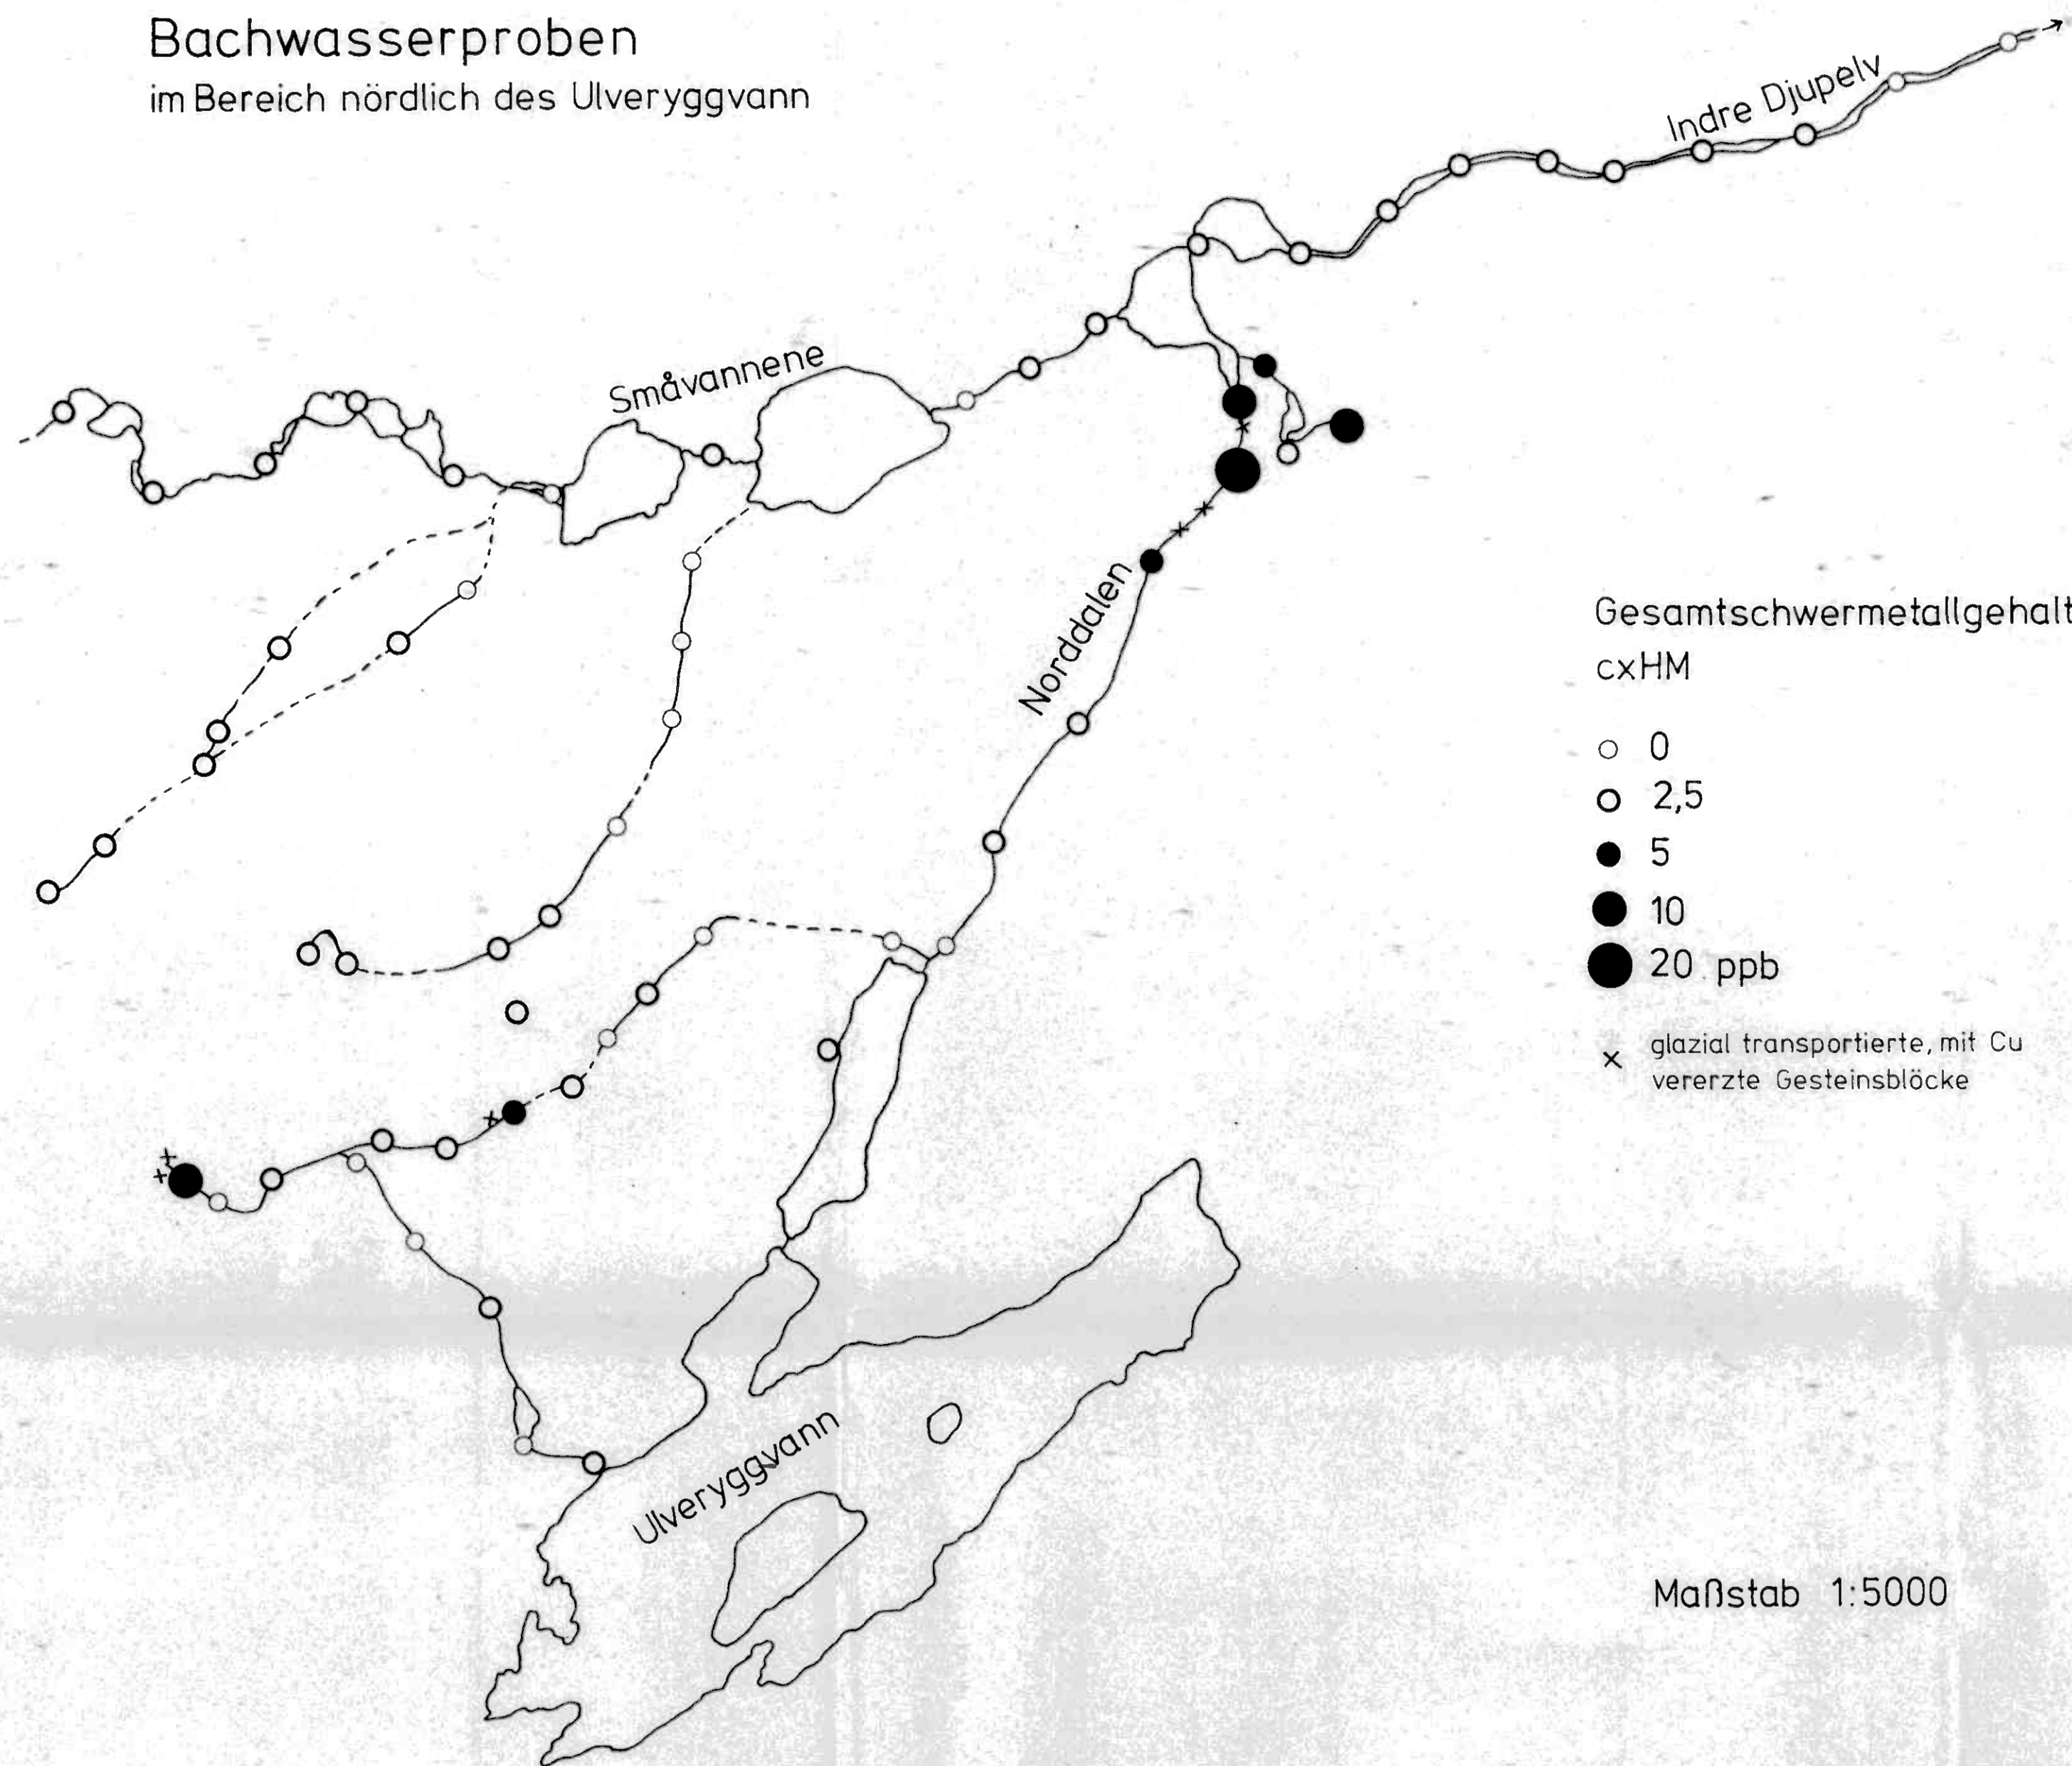 Bachwasserproben
im Bereich nördlich des Ulveryggvann
Indre Djupelv
Småvannene
Norddalen
Gesamtschwermetallgehalt
cxHM
0
2,5
5
10
20 ppb
x glazial transportierte, mit Cu
vererzte Gesteinsblöcke
Ulveryggvann
Maßstab 1:5000